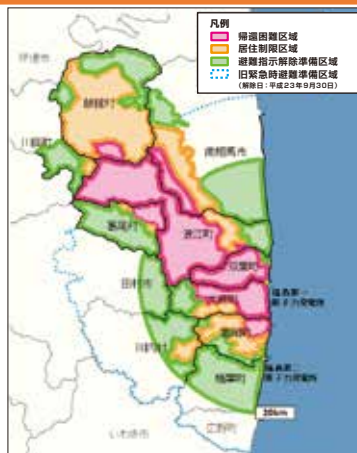 凡例
帰還困難区域
居住制限区域
避難指示解除準備区域
旧緊急時避難準備区域
(解除日：平成23年9月30日)
伊達市
飯舘村
川俣町
南相馬市
葛尾村
浪江町
双葉町
田村市
大熊町
福島第一
原子力発電所
富岡町
川内村
福島第二
原子力発電所
楢葉町
20km
広野町
いわき市